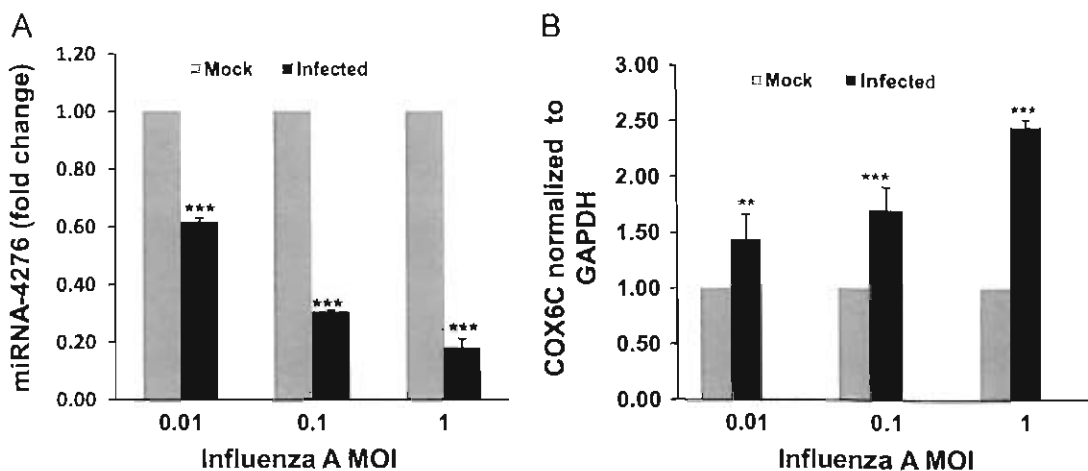 A
miRNA-4276 (fold change)
1.20
1.00
0.80
0.60
0.40
0.20
0.00
Mock Infected
***
***
***
0.01 0.1 1
Influenza A MOI
B
COX6C normalized to
GAPDH
3.00
2.50
2.00
1.50
1.00
0.50
0.00
Mock Infected
**
***
***
0.01 0.1 1
Influenza A MOI